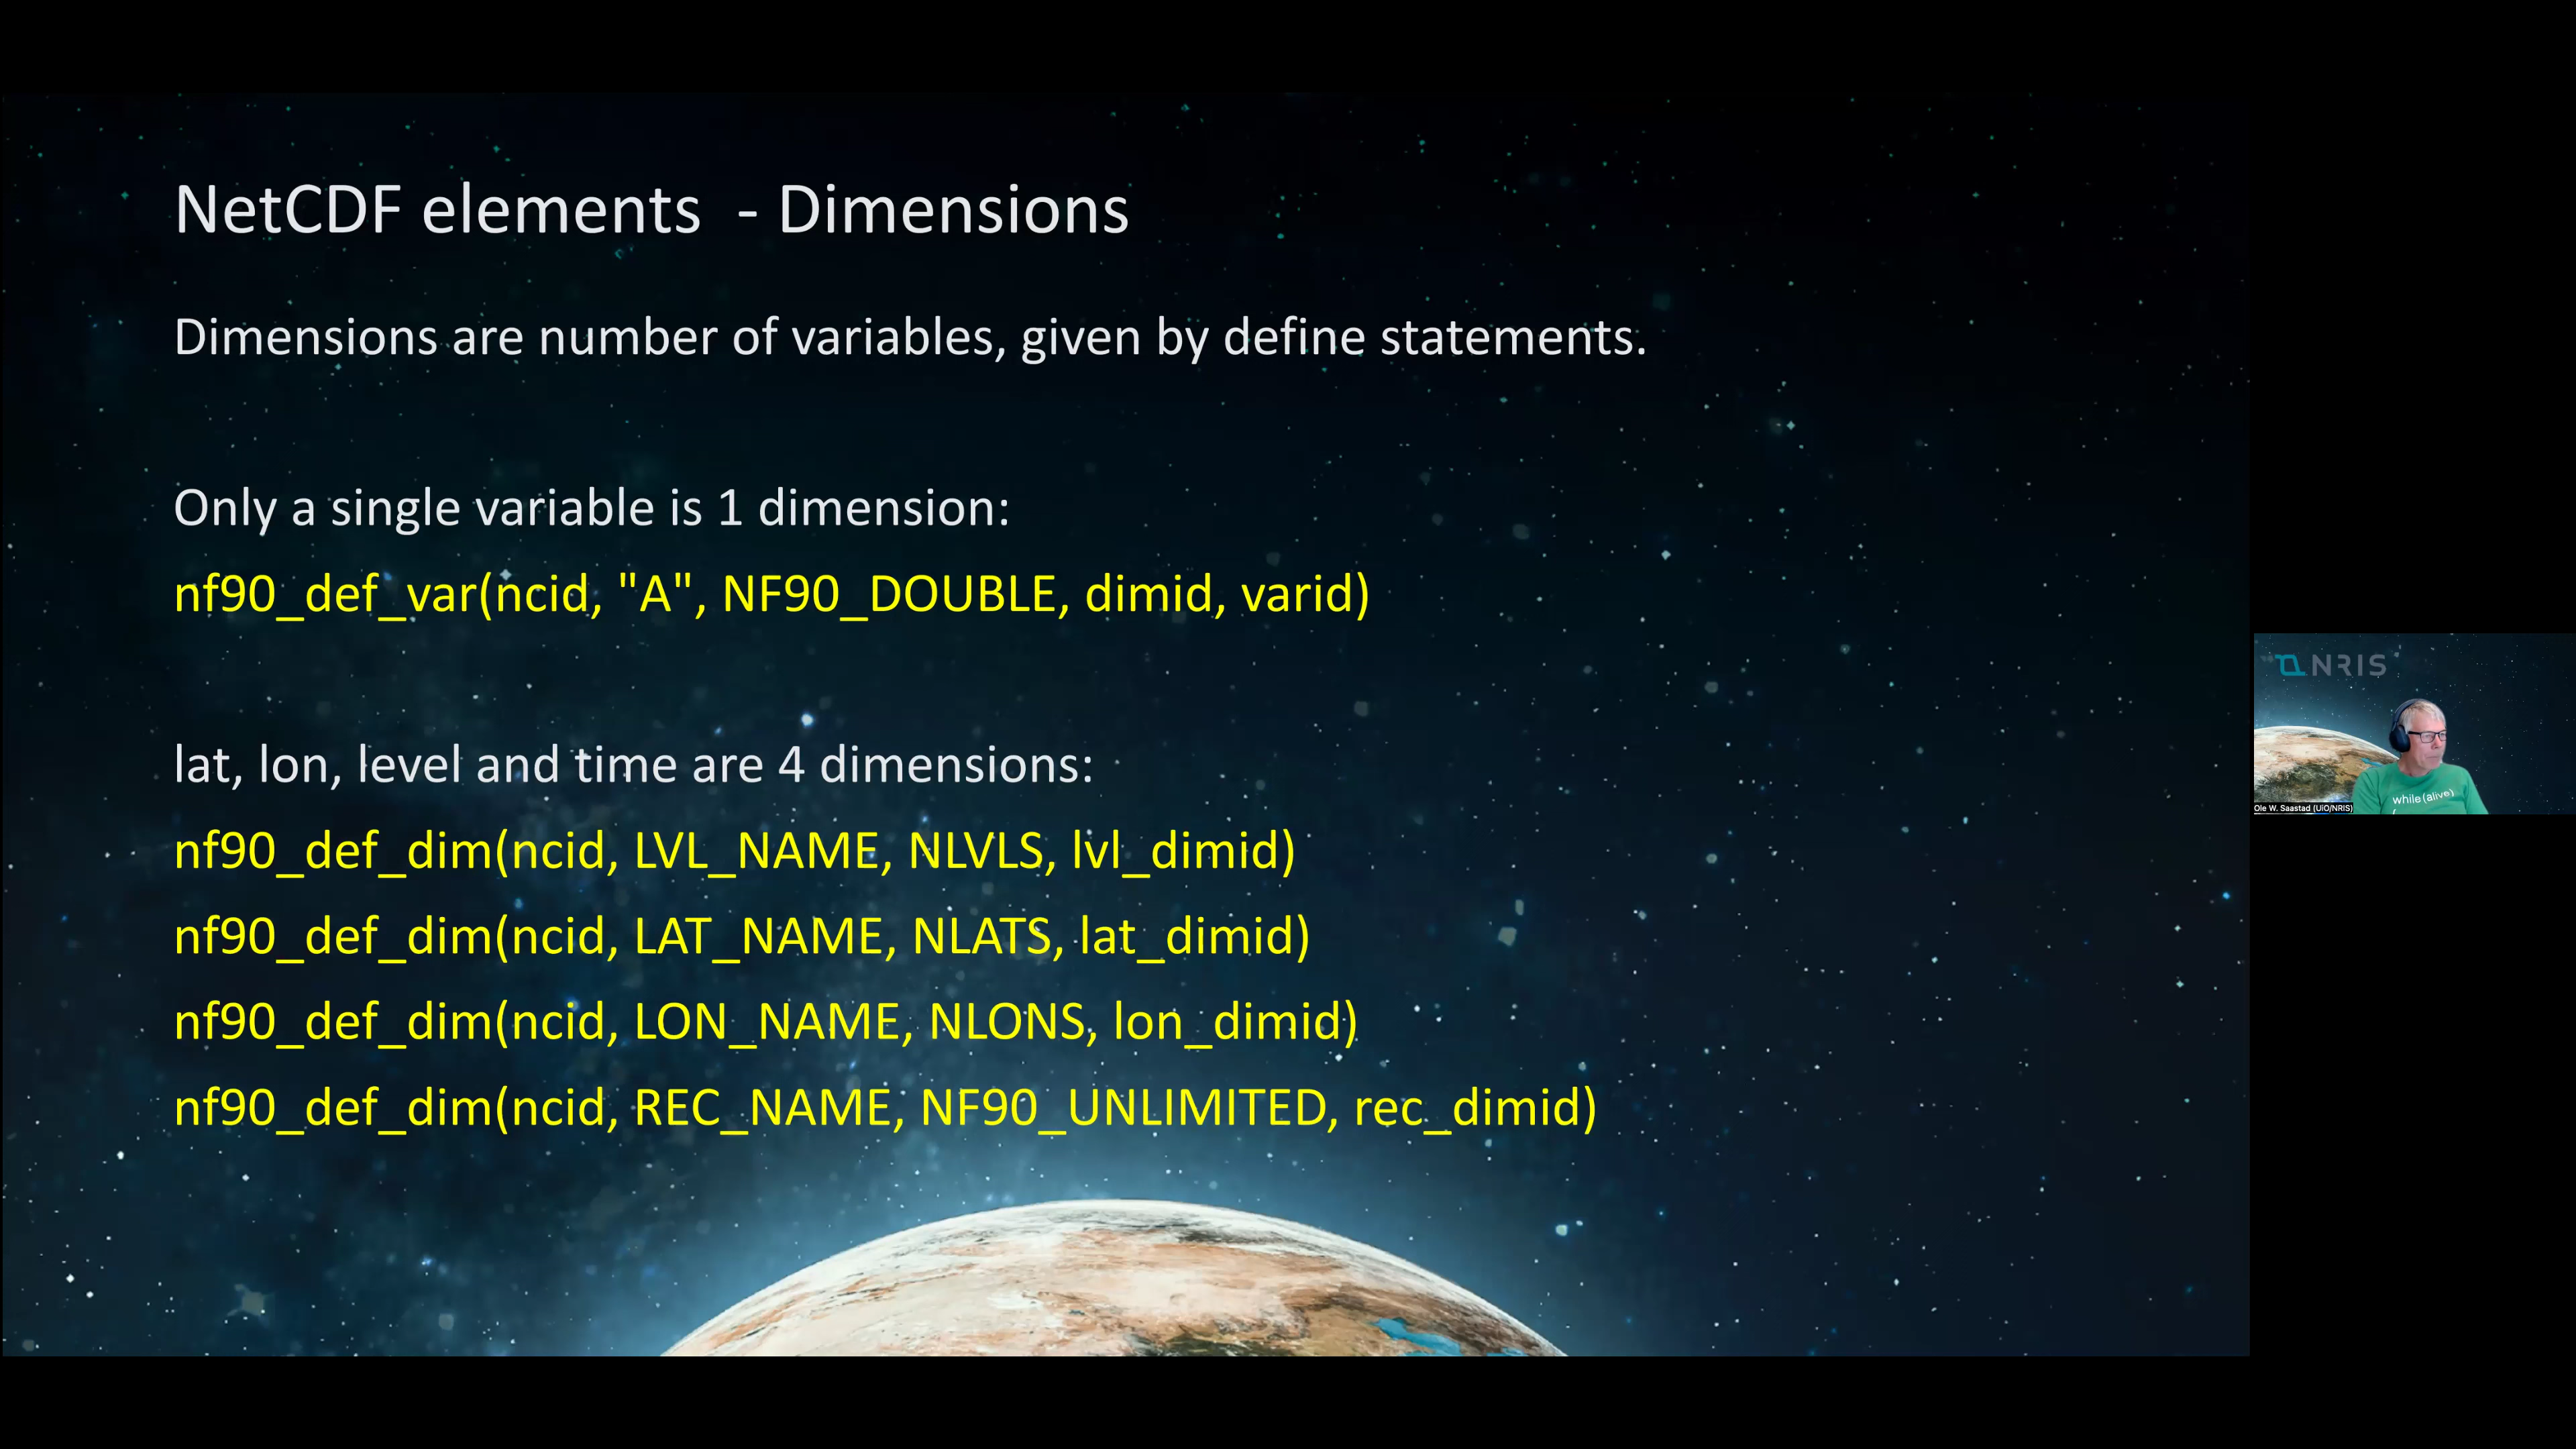 NetCDF elements - Dimensions
Dimensions are number of variables, given by define statements.
Only a single variable is 1 dimension:
nf90_def_var(ncid, "A", NF90_DOUBLE, dimid, varid)
lat, lon, level and time are 4 dimensions:
nf90_def_dim(ncid, LVL_NAME, NLVLS, lvl_dimid)
nf90_def_dim(ncid, LAT_NAME, NLATS, lat_dimid)
nf90_def_dim(ncid, LON_NAME, NLONS, lon_dimid)
nf90_def_dim(ncid, REC_NAME, NF90_UNLIMITED, rec_dimid)
NRIS
while (alive)
Ole W. Saastad (UiO/NRIS)